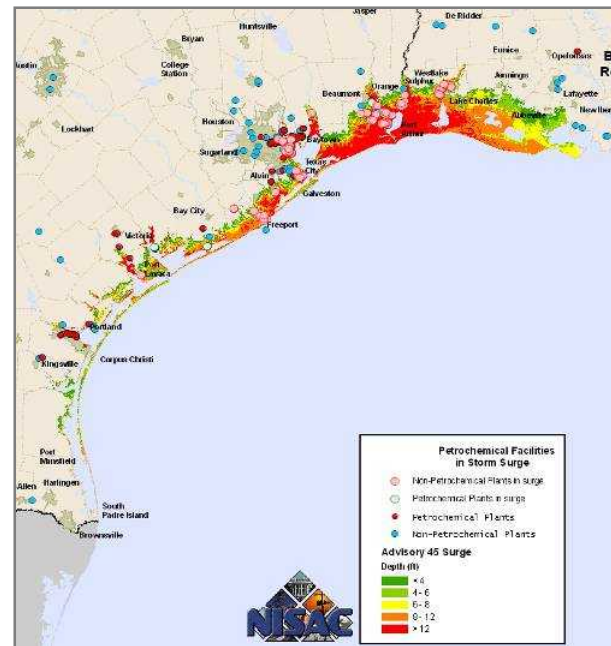 Jasper
De Ridder
Huntsville
Bryan
Eunice
Opelousas
Austin
College
Station
Westlake
Sulphur
Jennings
Orange
Beaumont
Lafayette
Lake Charles
Houston
New Iberi
Lockhart
Abbeville
Port
Arthur
Sugarland
Baytown
Texas
City
Alvin
Galveston
Bay City
Freeport
Victoria
Port
Lavaca
Portland
Corpus Christi
Kingsville
Port
Mansfield
Harlingen
Allen
South
Padre Island
Brownsville
Petrochemical Facilities
in Storm Surge
Non-Petrochemical Plants in surge
Petrochemical Plants in surge
Petrochemical Plants
Non-Petrochemical Plants
Advisory 45 Surge
Depth (ft)
< 4
4 - 6
6 - 8
8 - 12
> 12
NISAC